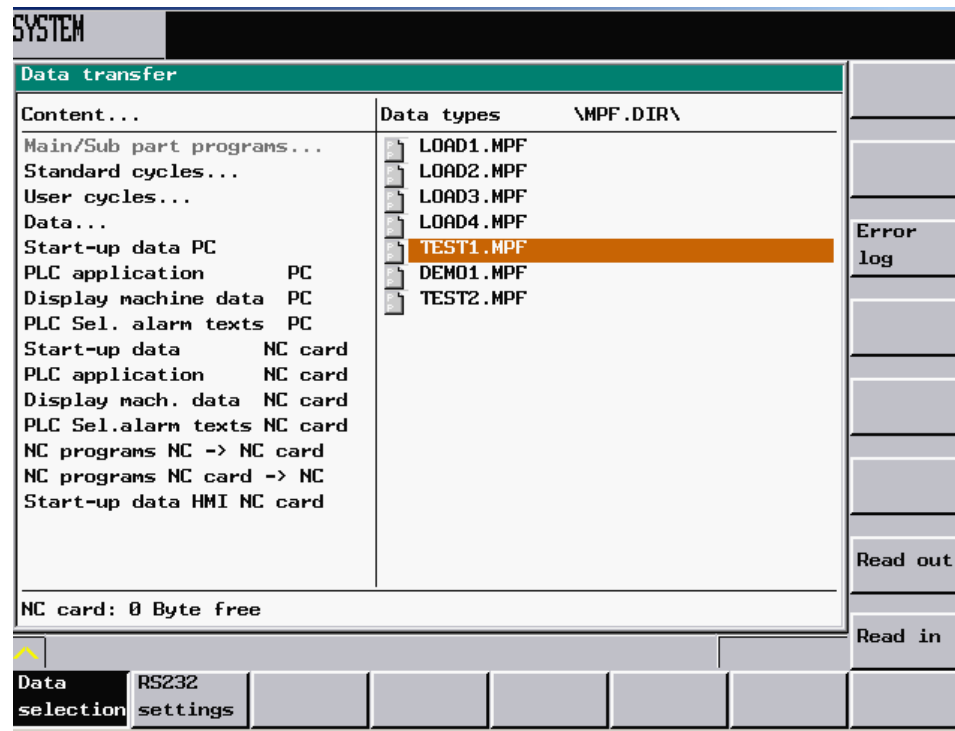 SYSTEM
Data transfer
Content...
Main/Sub part programs...
Standard cycles...
User cycles...
Data...
Start-up data PC
PLC application PC
Display machine data PC
PLC Sel. alarm texts PC
Start-up data NC card
PLC application NC card
Display mach. data NC card
PLC Sel.alarm texts NC card
NC programs NC -> NC card
NC programs NC card -> NC
Start-up data HMI NC card
Data types \MPF.DIR\
LOAD1.MPF
LOAD2.MPF
LOAD3.MPF
LOAD4.MPF
TEST1.MPF
DEMO1.MPF
TEST2.MPF
NC card: 0 Byte free
Error
log
Read out
Read in
Data
selection
RS232
settings